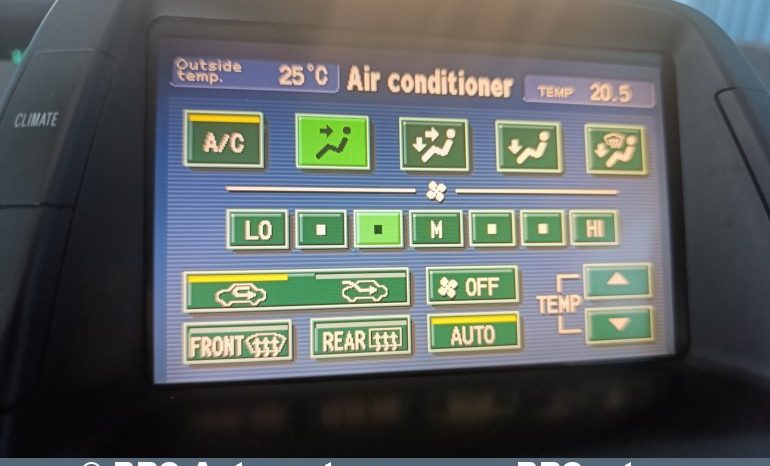 Outside
temp.
25°C
Air conditioner
TEMP 20.5
CLIMATE
A/C
LO M HI
OFF
TEMP
FRONT REAR AUTO